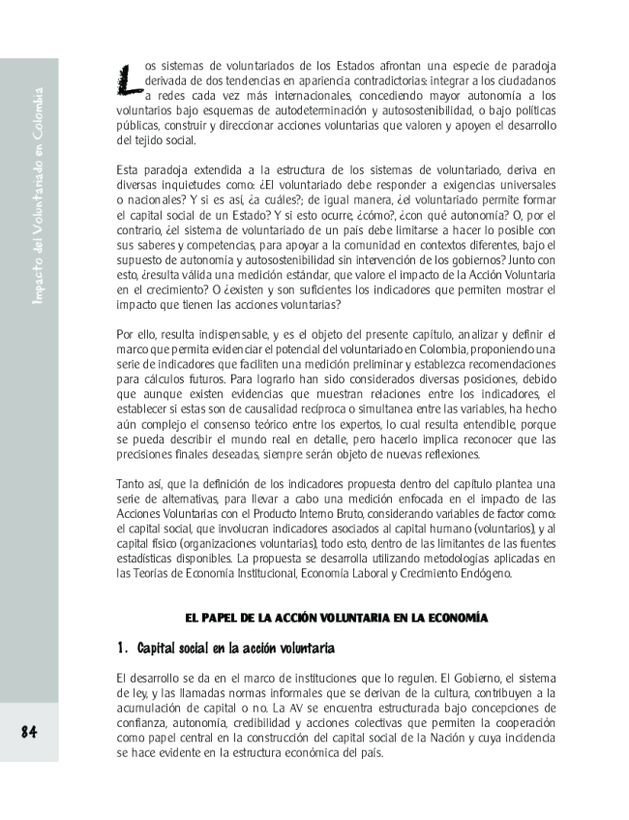 Impacto del Voluntariado en Colombia
Los sistemas de voluntariados de los Estados afrontan una especie de paradoja
derivada de dos tendencias en apariencia contradictorias: integrar a los ciudadanos
a redes cada vez más internacionales, concediendo mayor autonomía a los
voluntarios bajo esquemas de autodeterminación y autosostenibilidad, o bajo políticas
públicas, construir y direccionar acciones voluntarias que valoren y apoyen el desarrollo
del tejido social.
Esta paradoja extendida a la estructura de los sistemas de voluntariado, deriva en
diversas inquietudes como: ¿El voluntariado debe responder a exigencias universales
o nacionales? Y si es así, ¿a cuáles?; de igual manera, ¿el voluntariado permite formar
el capital social de un Estado? Y si esto ocurre, ¿cómo?, ¿con qué autonomía? O, por el
contrario, ¿el sistema de voluntariado de un país debe limitarse a hacer lo posible con
sus saberes y competencias, para apoyar a la comunidad en contextos diferentes, bajo el
supuesto de autonomía y autosostenibilidad sin intervención de los gobiernos? Junto con
esto, ¿resulta válida una medición estándar, que valore el impacto de la Acción Voluntaria
en el crecimiento? O ¿existen y son suficientes los indicadores que permiten mostrar el
impacto que tienen las acciones voluntarias?
Por ello, resulta indispensable, y es el objeto del presente capítulo, analizar y definir el
marco que permita evidenciar el potencial del voluntariado en Colombia, proponiendo una
serie de indicadores que faciliten una medición preliminar y establezca recomendaciones
para cálculos futuros. Para lograrlo han sido considerados diversas posiciones, debido
que aunque existen evidencias que muestran relaciones entre los indicadores, el
establecer si estas son de causalidad recíproca o simultanea entre las variables, ha hecho
aún complejo el consenso teórico entre los expertos, lo cual resulta entendible, porque
se pueda describir el mundo real en detalle, pero hacerlo implica reconocer que las
precisiones finales deseadas, siempre serán objeto de nuevas reflexiones.
Tanto así, que la definición de los indicadores propuesta dentro del capítulo plantea una
serie de alternativas, para llevar a cabo una medición enfocada en el impacto de las
Acciones Voluntarias con el Producto Interno Bruto, considerando variables de factor como:
el capital social, que involucran indicadores asociados al capital humano (voluntarios), y al
capital físico (organizaciones voluntarias), todo esto, dentro de las limitantes de las fuentes
estadísticas disponibles. La propuesta se desarrolla utilizando metodologías aplicadas en
las Teorías de Economía Institucional, Economía Laboral y Crecimiento Endógeno.
EL PAPEL DE LA ACCIÓN VOLUNTARIA EN LA ECONOMÍA
1. Capital social en la acción voluntaria
El desarrollo se da en el marco de instituciones que lo regulen. El Gobierno, el sistema
de ley, y las llamadas normas informales que se derivan de la cultura, contribuyen a la
acumulación de capital o no. La AV se encuentra estructurada bajo concepciones de
confianza, autonomía, credibilidad y acciones colectivas que permiten la cooperación
como papel central en la construcción del capital social de la Nación y cuya incidencia
se hace evidente en la estructura económica del país.
84